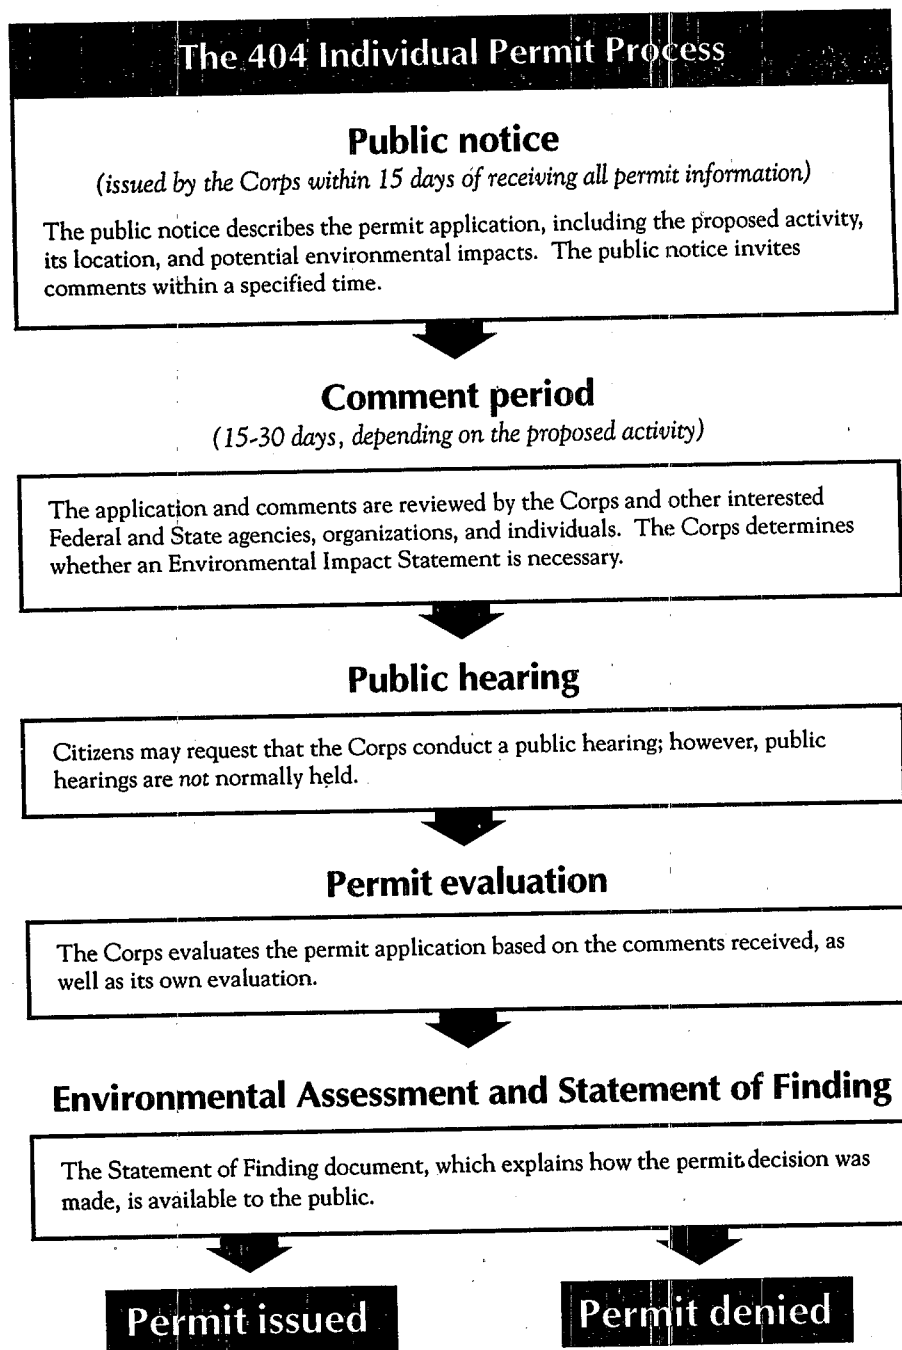 The 404 Individual Permit Process
Public notice
(issued by the Corps within 15 days of receiving all permit information)
The public notice describes the permit application, including the proposed activity,
its location, and potential environmental impacts. The public notice invites
comments within a specified time.
Comment period
(15-30 days, depending on the proposed activity)
The application and comments are reviewed by the Corps and other interested
Federal and State agencies, organizations, and individuals. The Corps determines
whether an Environmental Impact Statement is necessary.
Public hearing
Citizens may request that the Corps conduct a public hearing; however, public
hearings are not normally held.
Permit evaluation
The Corps evaluates the permit application based on the comments received, as
well as its own evaluation.
Environmental Assessment and Statement of Finding
The Statement of Finding document, which explains how the permit decision was
made, is available to the public.
Permit issued
Permit denied